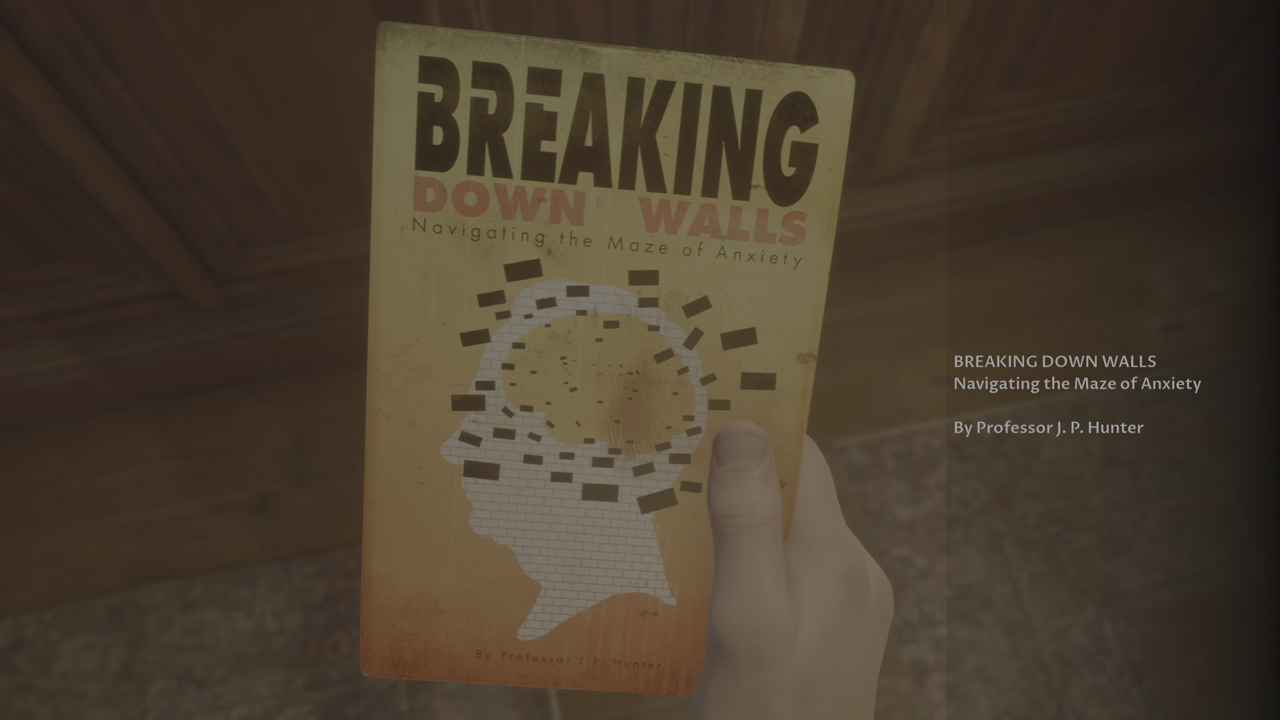 BREAKING
DOWN WALLS
Navigating the Maze of Anxiety
By Professor J. P. Hunter
BREAKING DOWN WALLS
Navigating the Maze of Anxiety
By Professor J. P. Hunter